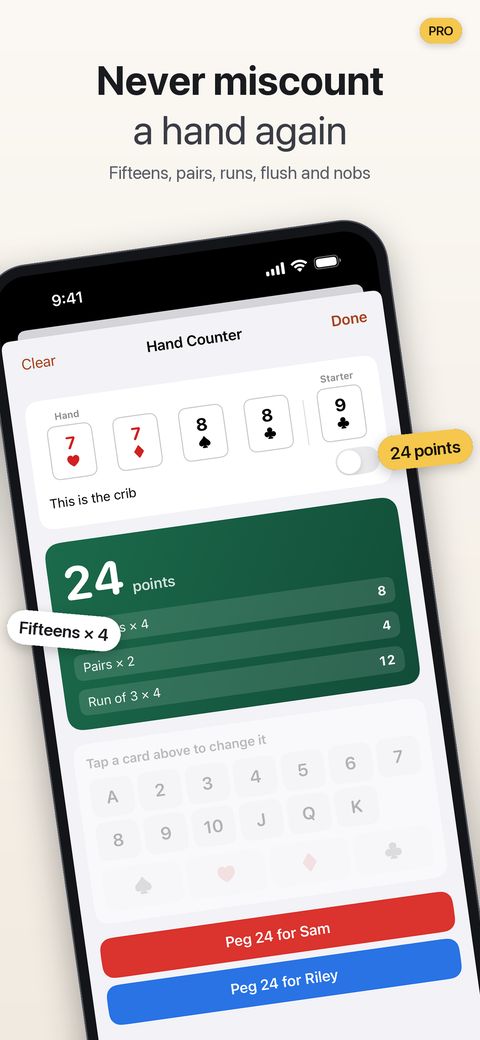 PRO
Never miscount
a hand again
Fifteens, pairs, runs, flush and nobs
9:41
Clear
Hand Counter
Done
Hand
Starter
7
7
8
8
9
This is the crib
24 points
24 points
Fifteens × 4
s × 4
8
Pairs × 2
4
Run of 3 × 4
12
Tap a card above to change it
A 2 3 4 5 6 7
8 9 10 J Q K
Peg 24 for Sam
Peg 24 for Riley